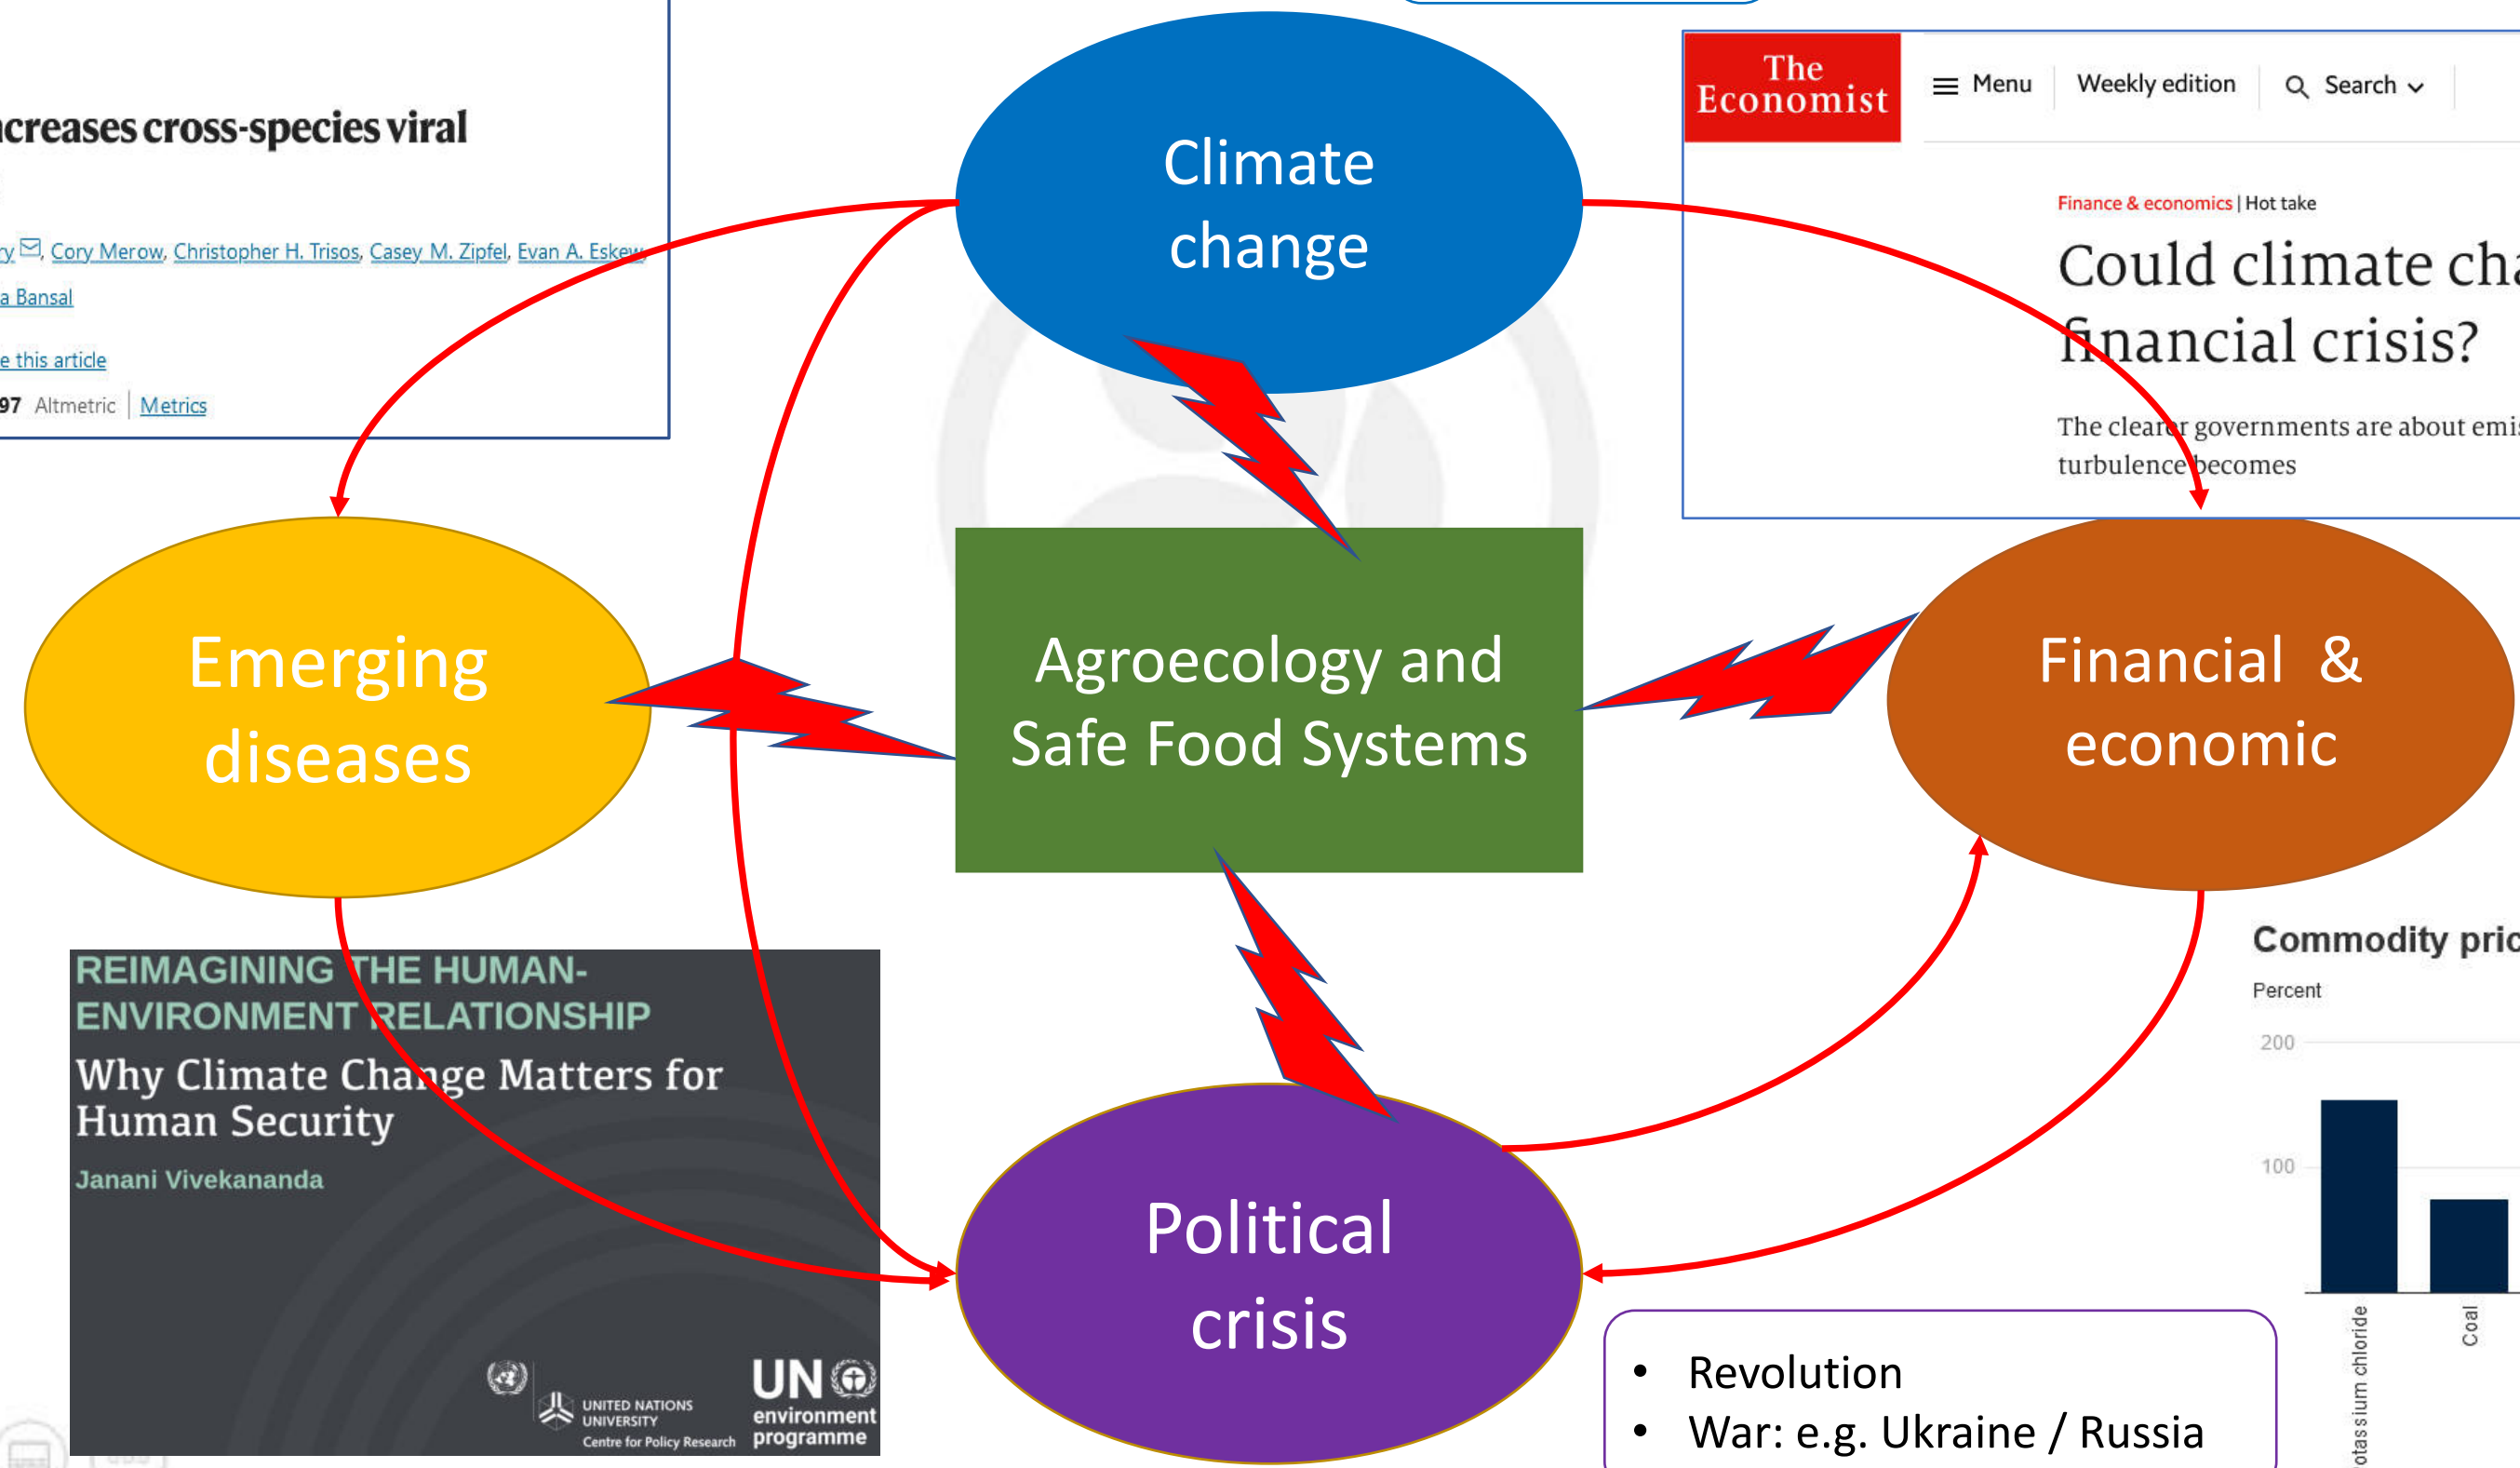 creases cross-species viral
Cory Merow, Christopher H. Trisos, Casey M. Zipfel, Evan A. Eskew,
a Bansal
e this article
97 Altmetric | Metrics
Climate
change
The
Economist
Menu
Weekly edition
Search
Finance & economics | Hot take
Could climate cha
financial crisis?
The clearer governments are about emis
turbulence becomes
Emerging
diseases
Agroecology and
Safe Food Systems
Financial &
economic
REIMAGINING THE HUMAN-
ENVIRONMENT RELATIONSHIP
Why Climate Change Matters for
Human Security
Janani Vivekananda
UNITED NATIONS
UNIVERSITY
Centre for Policy Research
UN
environment
programme
Political
crisis
Commodity pric
Percent
200
100
otassium chloride
Coal
• Revolution
• War: e.g. Ukraine / Russia